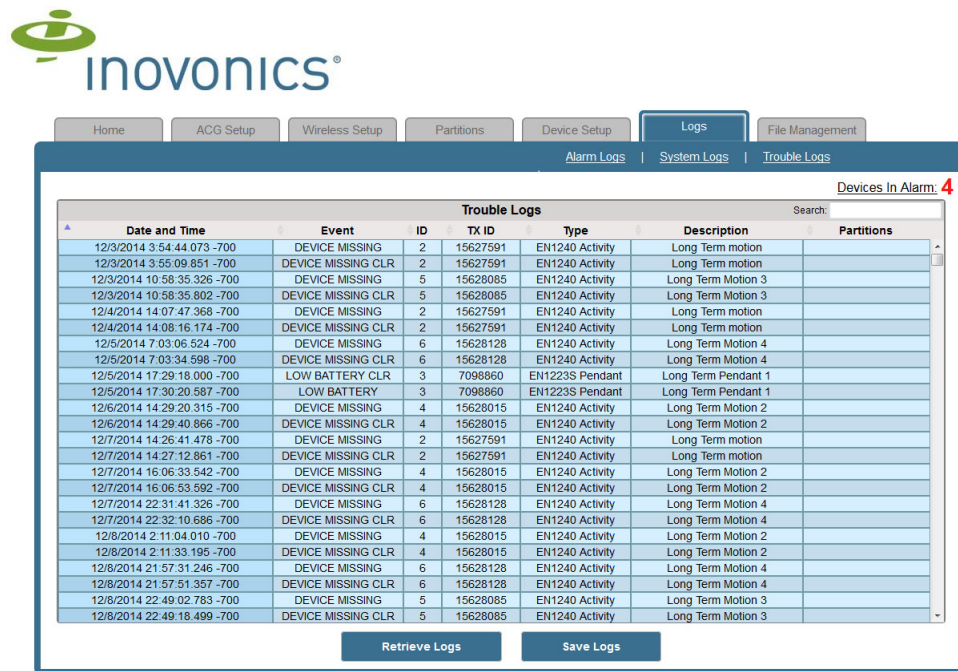 inovonics®
Home ACG Setup Wireless Setup Partitions Device Setup Logs File Management
Alarm Logs | System Logs | Trouble Logs
Devices In Alarm: 4
Trouble Logs Search:
Date and Time Event ID TX ID Type Description Partitions
12/3/2014 3:54:44.073 -700 DEVICE MISSING 2 15627591 EN1240 Activity Long Term motion
12/3/2014 3:55:09.851 -700 DEVICE MISSING CLR 2 15627591 EN1240 Activity Long Term motion
12/3/2014 10:58:35.326 -700 DEVICE MISSING 5 15628085 EN1240 Activity Long Term Motion 3
12/3/2014 10:58:35.802 -700 DEVICE MISSING CLR 5 15628085 EN1240 Activity Long Term Motion 3
12/4/2014 14:07:47.368 -700 DEVICE MISSING 2 15627591 EN1240 Activity Long Term motion
12/4/2014 14:08:16.174 -700 DEVICE MISSING CLR 2 15627591 EN1240 Activity Long Term motion
12/5/2014 7:03:06.524 -700 DEVICE MISSING 6 15628128 EN1240 Activity Long Term Motion 4
12/5/2014 7:03:34.598 -700 DEVICE MISSING CLR 6 15628128 EN1240 Activity Long Term Motion 4
12/5/2014 17:29:18.000 -700 LOW BATTERY CLR 3 7098860 EN1223S Pendant Long Term Pendant 1
12/5/2014 17:30:20.587 -700 LOW BATTERY 3 7098860 EN1223S Pendant Long Term Pendant 1
12/6/2014 14:29:20.315 -700 DEVICE MISSING 4 15628015 EN1240 Activity Long Term Motion 2
12/6/2014 14:29:40.866 -700 DEVICE MISSING CLR 4 15628015 EN1240 Activity Long Term Motion 2
12/7/2014 14:26:41.478 -700 DEVICE MISSING 2 15627591 EN1240 Activity Long Term motion
12/7/2014 14:27:12.861 -700 DEVICE MISSING CLR 2 15627591 EN1240 Activity Long Term motion
12/7/2014 16:06:33.542 -700 DEVICE MISSING 4 15628015 EN1240 Activity Long Term Motion 2
12/7/2014 16:06:53.592 -700 DEVICE MISSING CLR 4 15628015 EN1240 Activity Long Term Motion 2
12/7/2014 22:31:41.326 -700 DEVICE MISSING 6 15628128 EN1240 Activity Long Term Motion 4
12/7/2014 22:32:10.686 -700 DEVICE MISSING CLR 6 15628128 EN1240 Activity Long Term Motion 4
12/8/2014 2:11:04.010 -700 DEVICE MISSING 4 15628015 EN1240 Activity Long Term Motion 2
12/8/2014 2:11:33.195 -700 DEVICE MISSING CLR 4 15628015 EN1240 Activity Long Term Motion 2
12/8/2014 21:57:31.246 -700 DEVICE MISSING 6 15628128 EN1240 Activity Long Term Motion 4
12/8/2014 21:57:51.357 -700 DEVICE MISSING CLR 6 15628128 EN1240 Activity Long Term Motion 4
12/8/2014 22:49:02.783 -700 DEVICE MISSING 5 15628085 EN1240 Activity Long Term Motion 3
12/8/2014 22:49:18.499 -700 DEVICE MISSING CLR 5 15628085 EN1240 Activity Long Term Motion 3
Retrieve Logs Save Logs